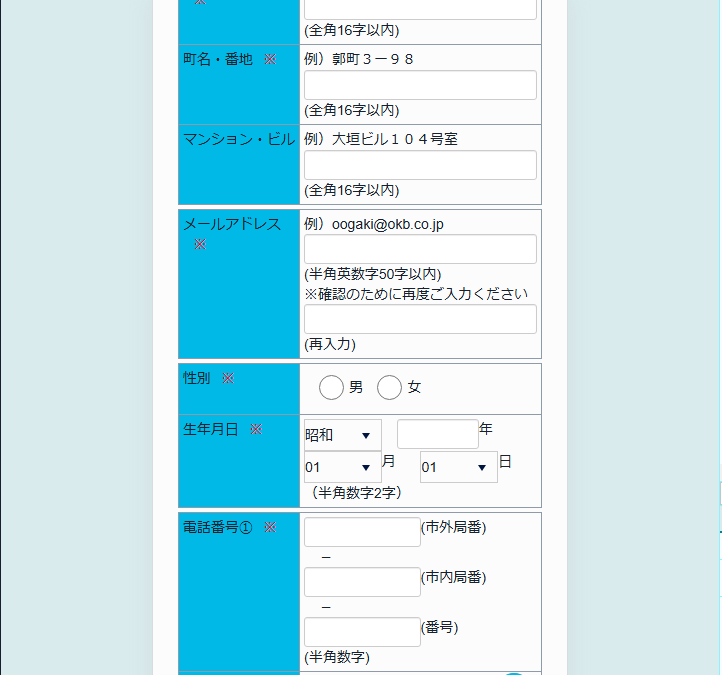 ※
(全角16字以内)
町名・番地 ※
例）郭町３－９８
(全角16字以内)
マンション・ビル
例）大垣ビル１０４号室
(全角16字以内)
メールアドレス
※
例）oogaki@okb.co.jp
(半角英数字50字以内)
※確認のために再度ご入力ください
(再入力)
性別 ※
男 女
生年月日 ※
昭和 ▼ 年
01 ▼ 月 01 ▼ 日
（半角数字2字）
電話番号① ※
(市外局番)
－
(市内局番)
－
(番号)
(半角数字)